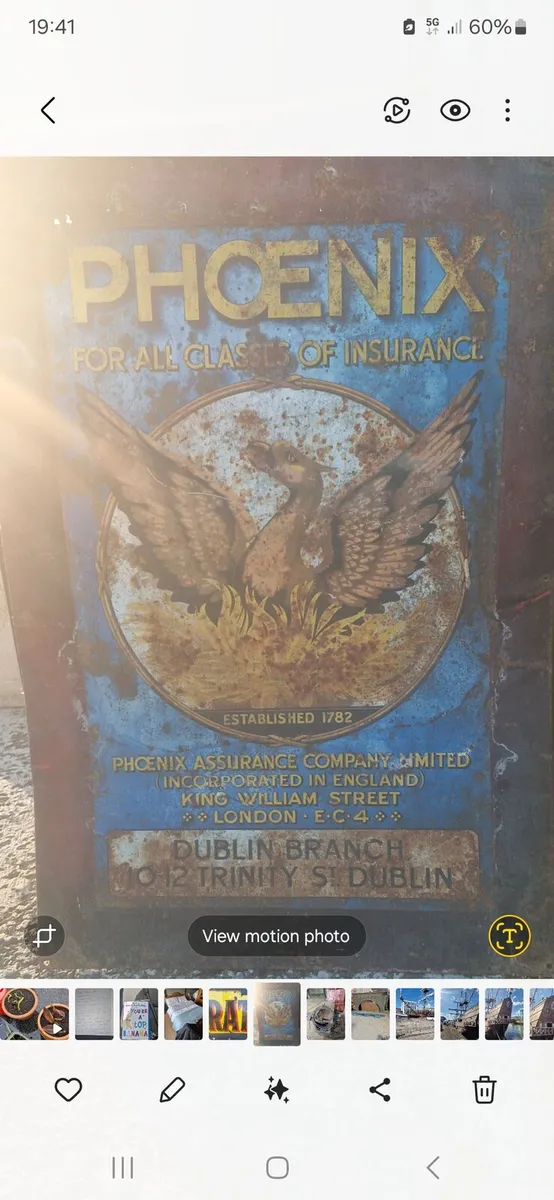 19:41
5G
60%
PHŒNIX
FOR ALL CLASSES OF INSURANCE
ESTABLISHED 1782
PHŒNIX ASSURANCE COMPANY, LIMITED
(INCORPORATED IN ENGLAND)
KING WILLIAM STREET
LONDON · E·C·4
DUBLIN BRANCH
10-12 TRINITY ST DUBLIN
View motion photo
T
RAT